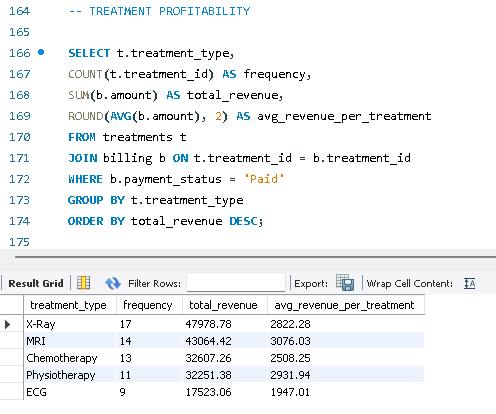 164 -- TREATMENT PROFITABILITY
165
166 SELECT t.treatment_type,
167 COUNT(t.treatment_id) AS frequency,
168 SUM(b.amount) AS total_revenue,
169 ROUND(AVG(b.amount), 2) AS avg_revenue_per_treatment
170 FROM treatments t
171 JOIN billing b ON t.treatment_id = b.treatment_id
172 WHERE b.payment_status = 'Paid'
173 GROUP BY t.treatment_type
174 ORDER BY total_revenue DESC;
175
Result Grid Filter Rows: Export: Wrap Cell Content: IA
treatment_type frequency total_revenue avg_revenue_per_treatment
X-Ray 17 47978.78 2822.28
MRI 14 43064.42 3076.03
Chemotherapy 13 32607.26 2508.25
Physiotherapy 11 32251.38 2931.94
ECG 9 17523.06 1947.01